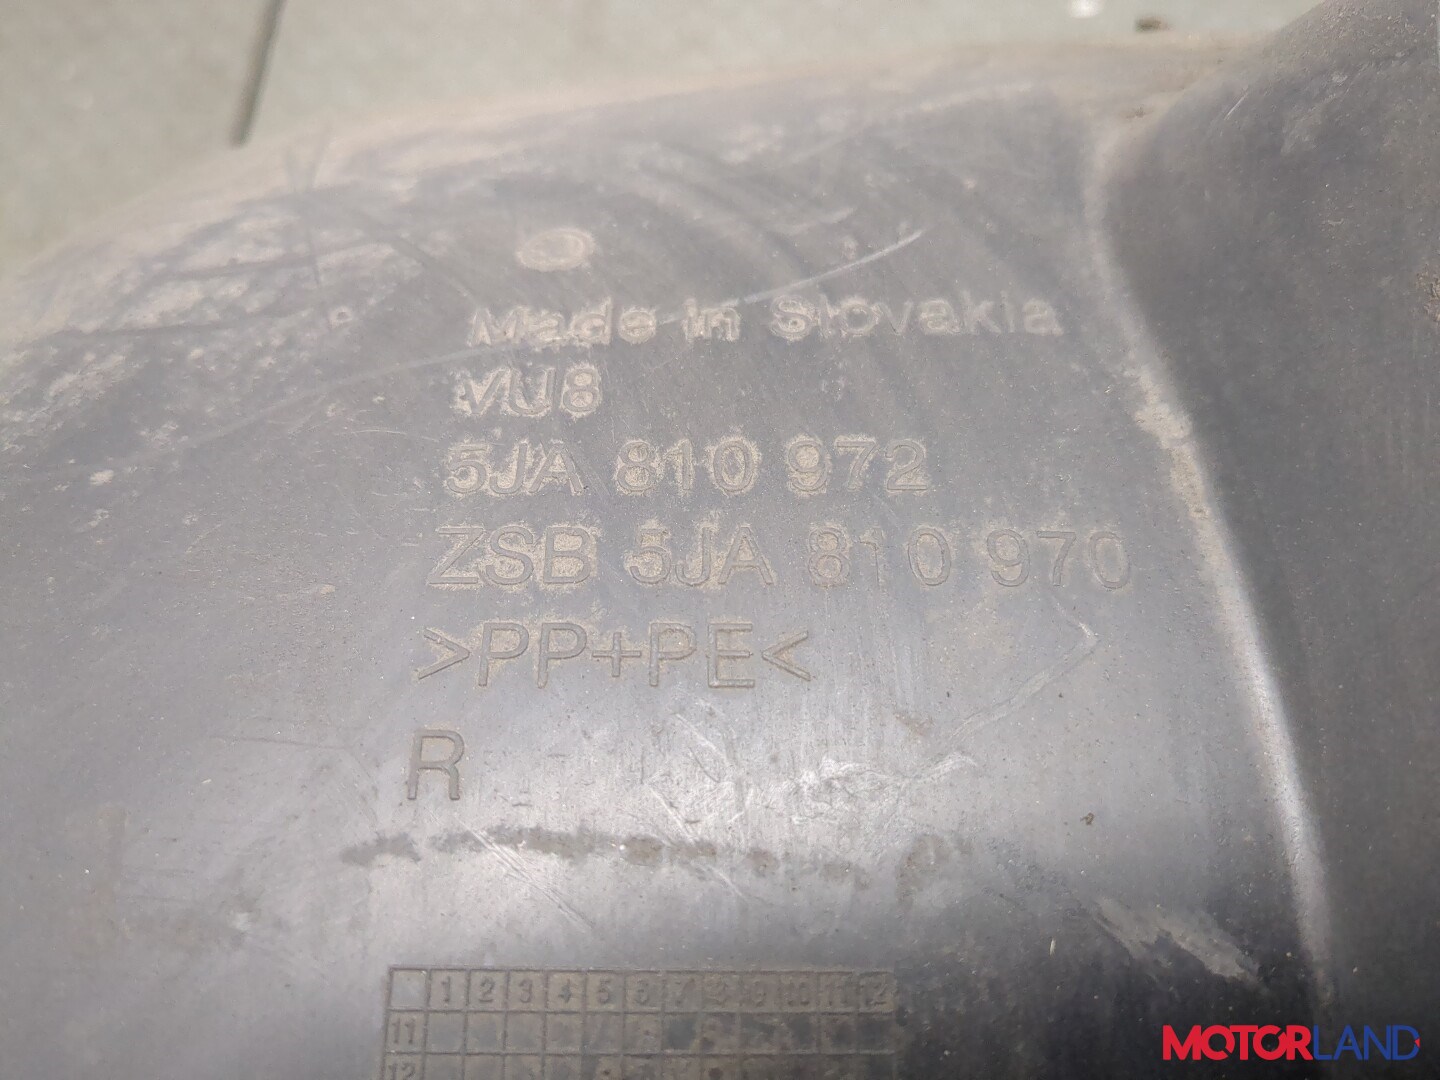 Made in Slovakia
MU8
5JA 810 972
ZSB 5JA 810 970
>PP+PE<
R
1 2 3 4 5 6 7 8 9 10 11 12
11
12
MOTORLAND